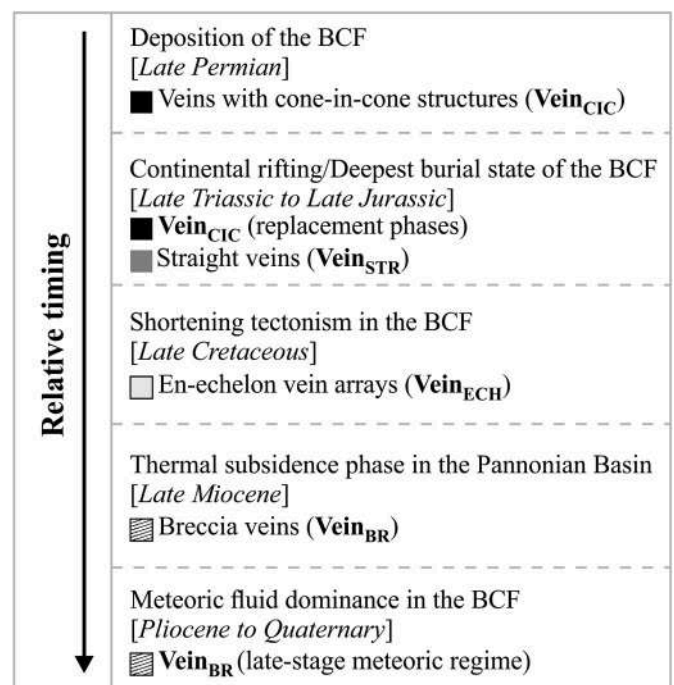 Relative timing
Deposition of the BCF
[Late Permian]
Veins with cone-in-cone structures (VeinCIC)
Continental rifting/Deepest burial state of the BCF
[Late Triassic to Late Jurassic]
VeinCIC (replacement phases)
Straight veins (VeinSTR)
Shortening tectonism in the BCF
[Late Cretaceous]
En-echelon vein arrays (VeinECH)
Thermal subsidence phase in the Pannonian Basin
[Late Miocene]
Breccia veins (VeinBR)
Meteoric fluid dominance in the BCF
[Pliocene to Quaternary]
VeinBR (late-stage meteoric regime)